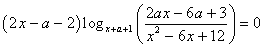 (2x − a − 2) log_{x+a+1} ( (2ax − 6a + 3) / (x² − 6x + 12) ) = 0